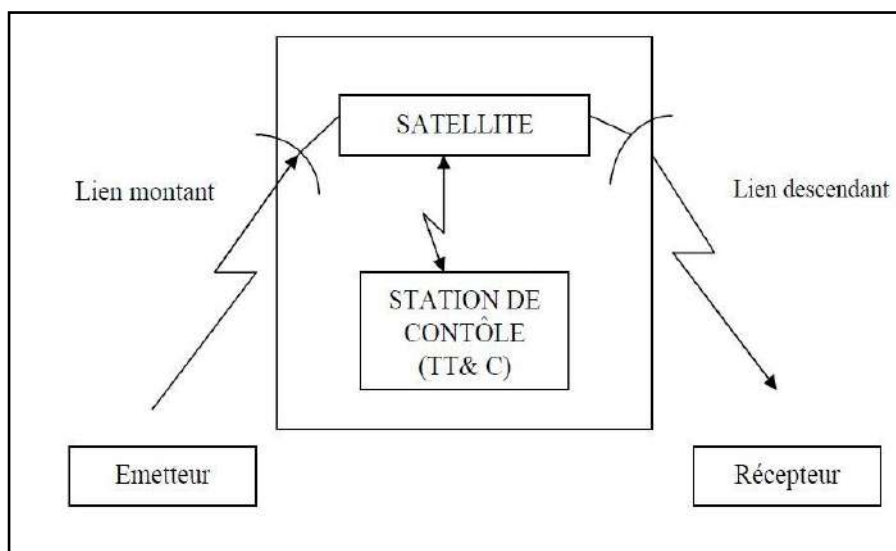 SATELLITE
Lien montant
Lien descendant
STATION DE
CONTÔLE
(TT& C)
Emetteur
Récepteur